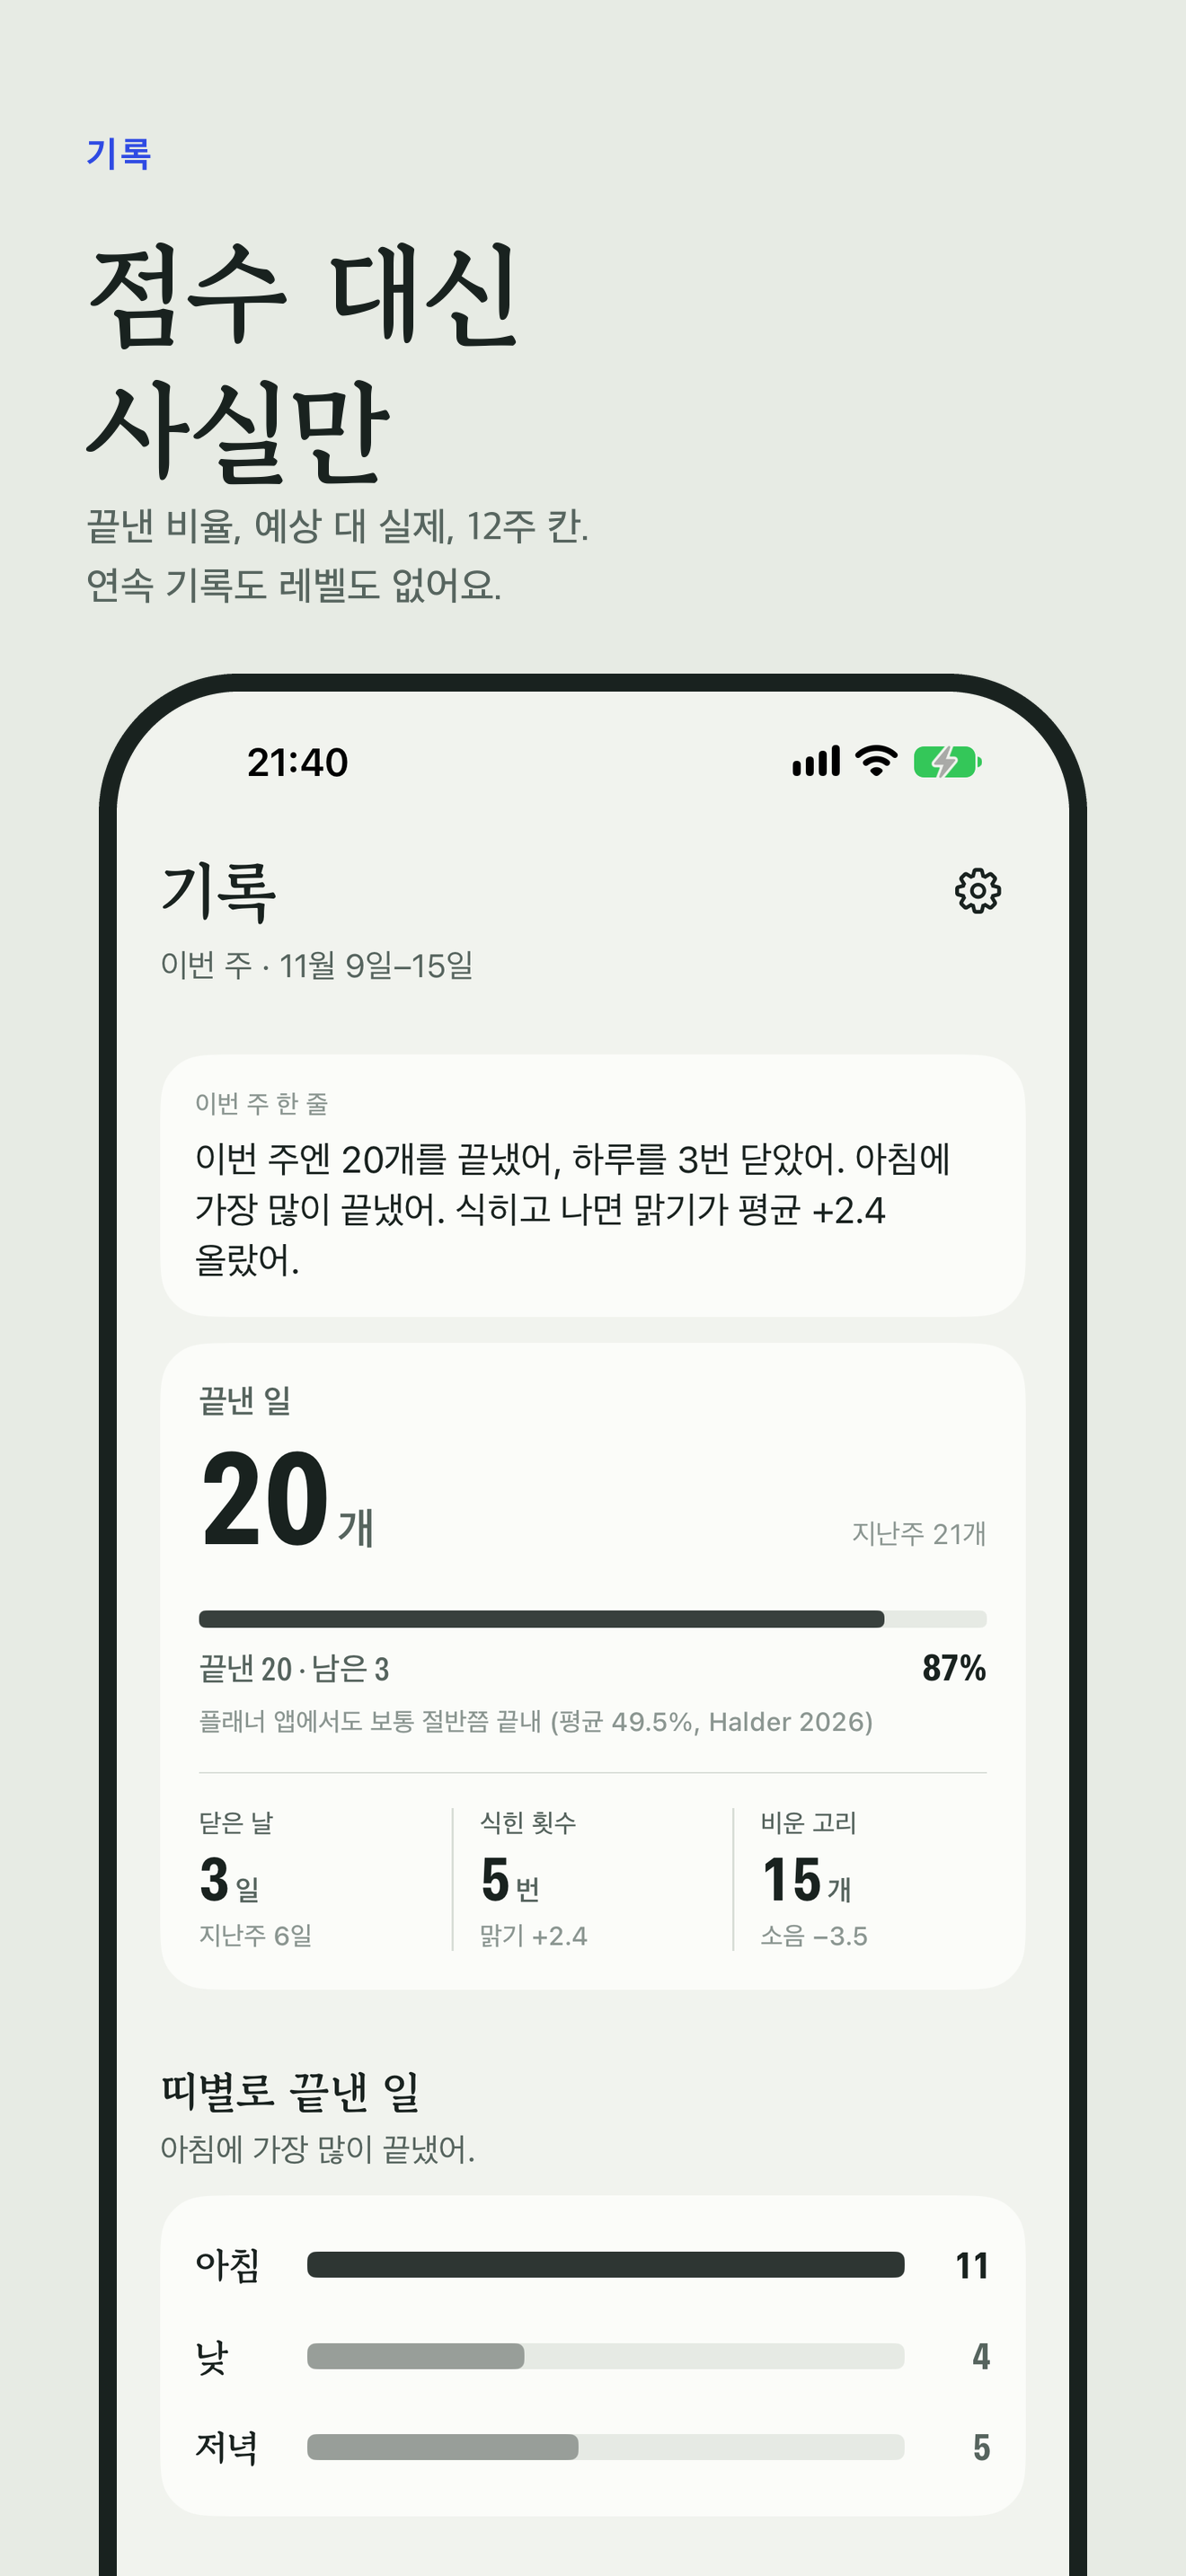 기록
점수 대신
사실만
끝낸 비율, 예상 대 실제, 12주 칸.
연속 기록도 레벨도 없어요.
21:40
기록
이번 주 · 11월 9일–15일
이번 주 한 줄
이번 주엔 20개를 끝냈어, 하루를 3번 닫았어. 아침에
가장 많이 끝냈어. 식히고 나면 맑기가 평균 +2.4
올랐어.
끝낸 일
20 개
지난주 21개
끝낸 20 · 남은 3
87%
플래너 앱에서도 보통 절반쯤 끝내 (평균 49.5%, Halder 2026)
닫은 날
3 일
지난주 6일
식힌 횟수
5 번
맑기 +2.4
비운 고리
15 개
소음 −3.5
띠별로 끝낸 일
아침에 가장 많이 끝냈어.
아침 11
낮 4
저녁 5